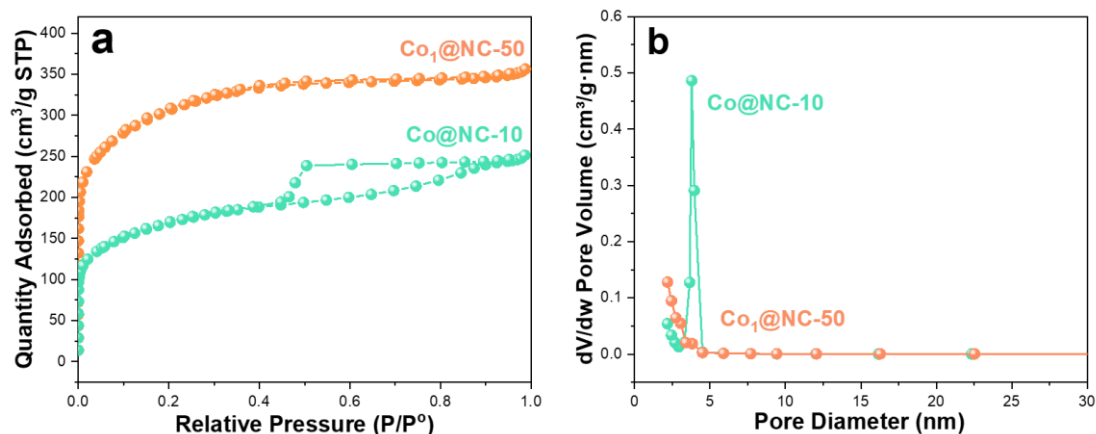 a
Co₁@NC-50
Co@NC-10
Quantity Adsorbed (cm³/g STP)
400
350
300
250
200
150
100
50
0
0.0 0.2 0.4 0.6 0.8 1.0
Relative Pressure (P/P⁰)
b
Co@NC-10
Co₁@NC-50
dV/dw Pore Volume (cm³/g·nm)
0.6
0.5
0.4
0.3
0.2
0.1
0.0
0 5 10 15 20 25 30
Pore Diameter (nm)